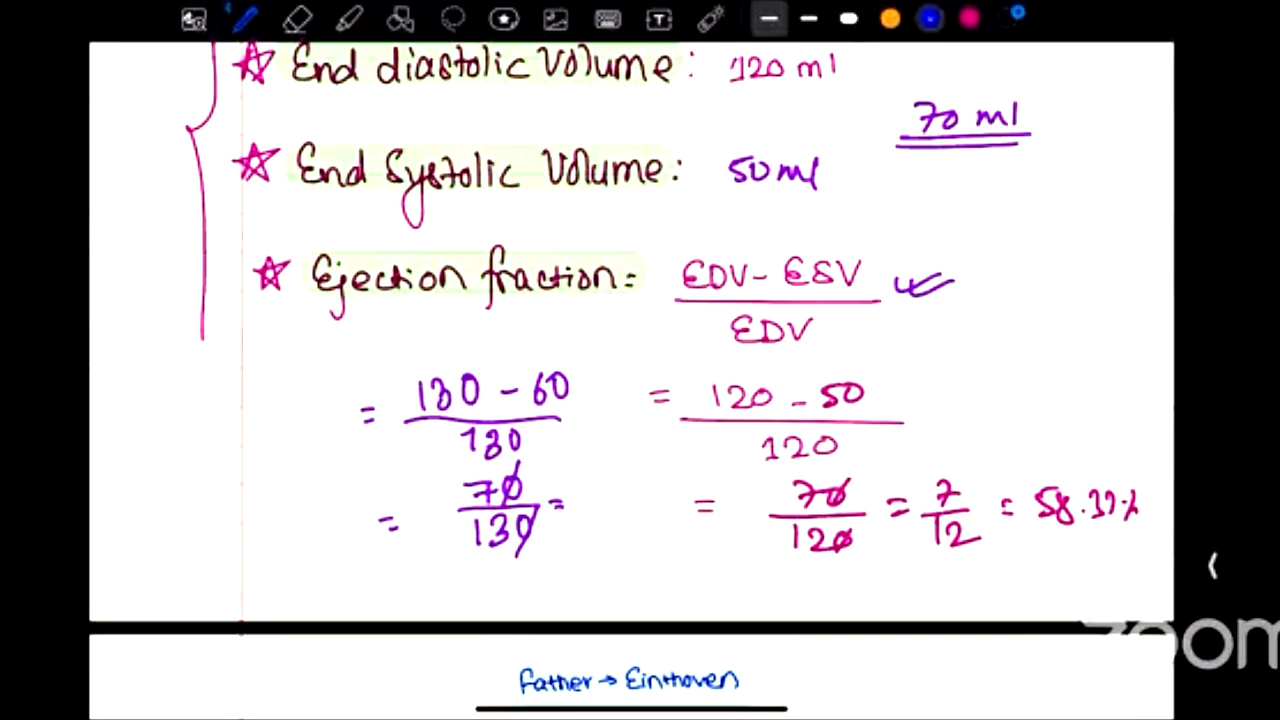 ☆ End diastolic Volume: 120 ml
70 ml
☆ End Systolic Volume: 50 ml
☆ Ejection fraction = EDV - ESV / EDV ✓
= 130 - 60 / 130
= 120 - 50 / 120
= 70 / 130 =
= 70 / 120 = 7 / 12 = 58.33%
zoom
Father → Einthoven